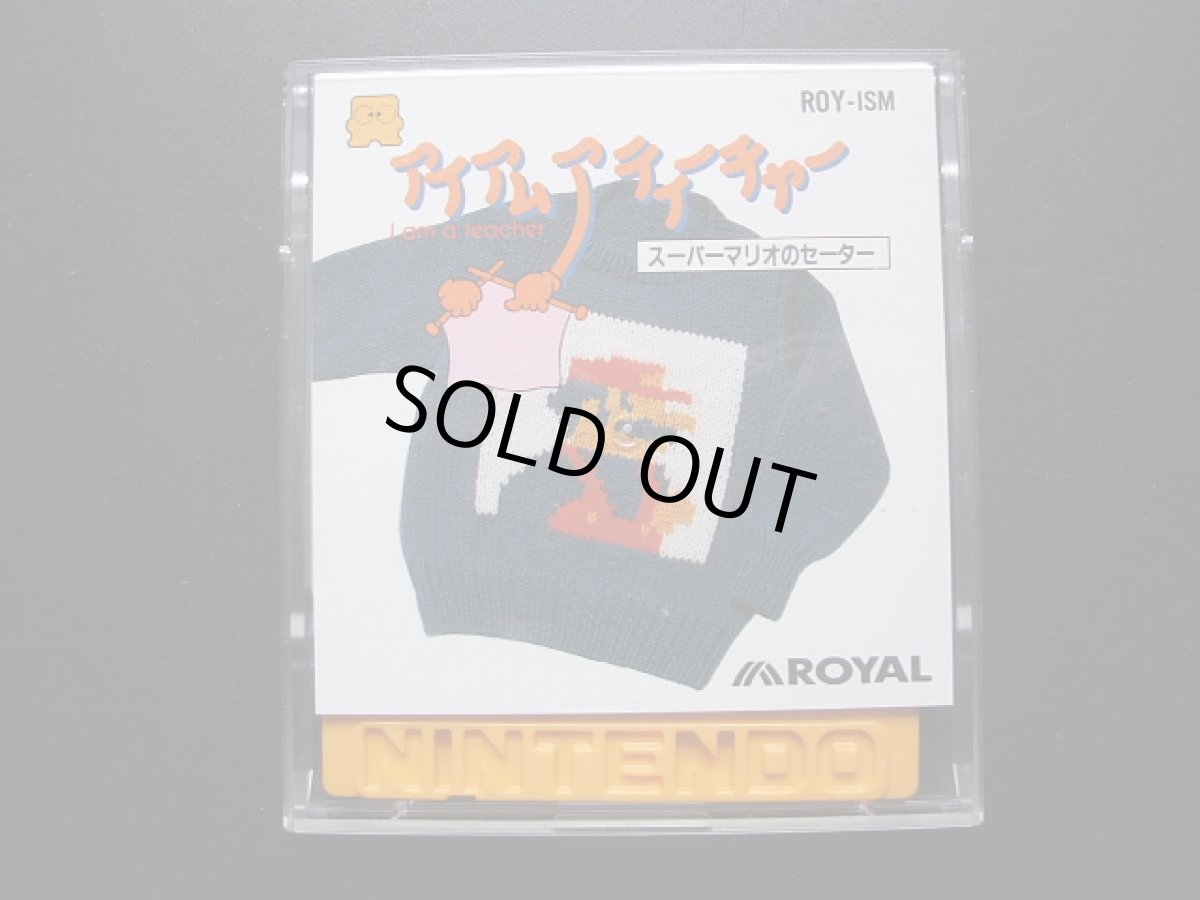 ROY-ISM
アイアムアティーチャー
I am a teacher
スーパーマリオのセーター
SOLD OUT
ROYAL
NINTENDO